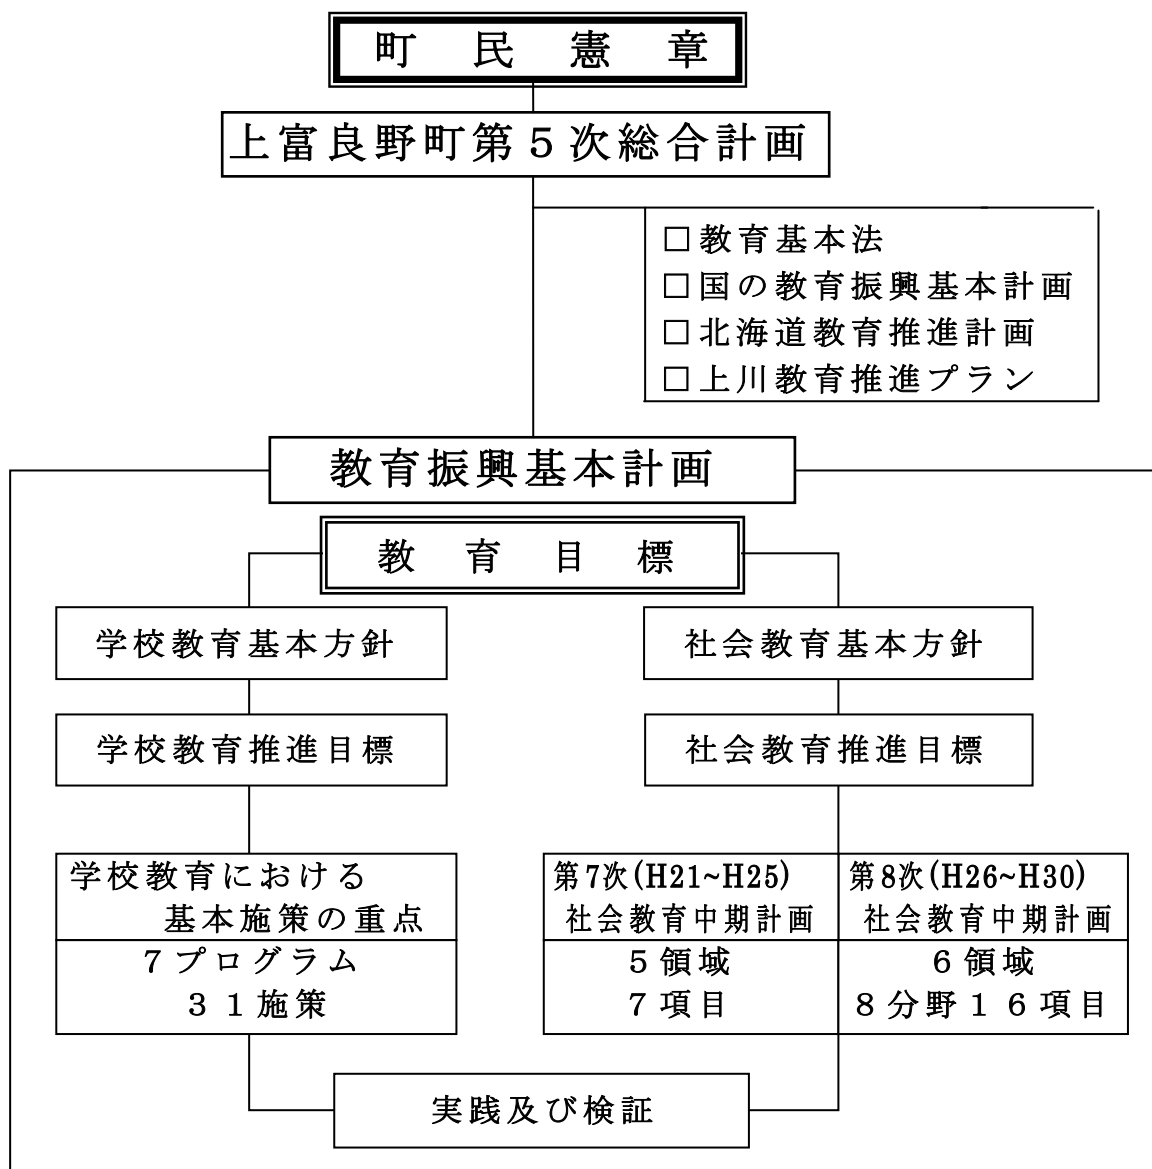 町民憲章
上富良野町第５次総合計画
□教育基本法
□国の教育振興基本計画
□北海道教育推進計画
□上川教育推進プラン
教育振興基本計画
教育目標
学校教育基本方針
社会教育基本方針
学校教育推進目標
社会教育推進目標
学校教育における
基本施策の重点
７プログラム
３１施策
第7次(H21~H25)
社会教育中期計画
５領域
７項目
第8次(H26~H30)
社会教育中期計画
６領域
８分野１６項目
実践及び検証